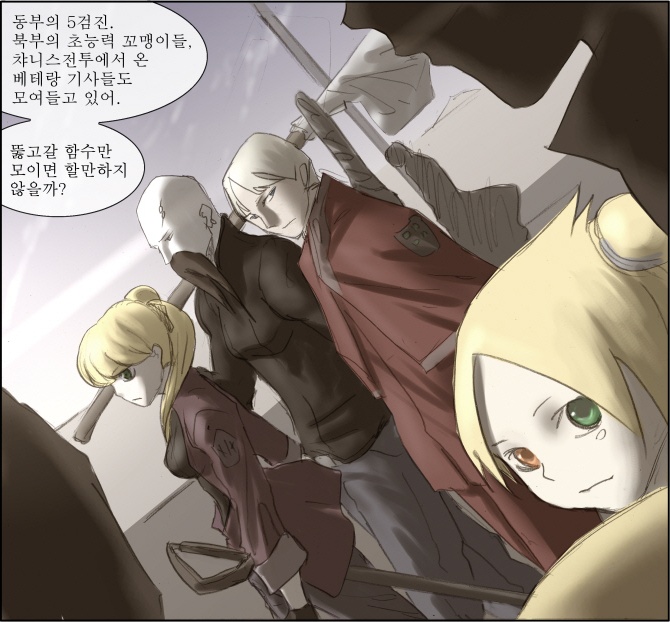 동부의 5검진.
북부의 초능력 꼬맹이들,
챠니스전투에서 온
베테랑 기사들도
모여들고 있어.
뚫고갈 함수만
모이면 할만하지
않을까?